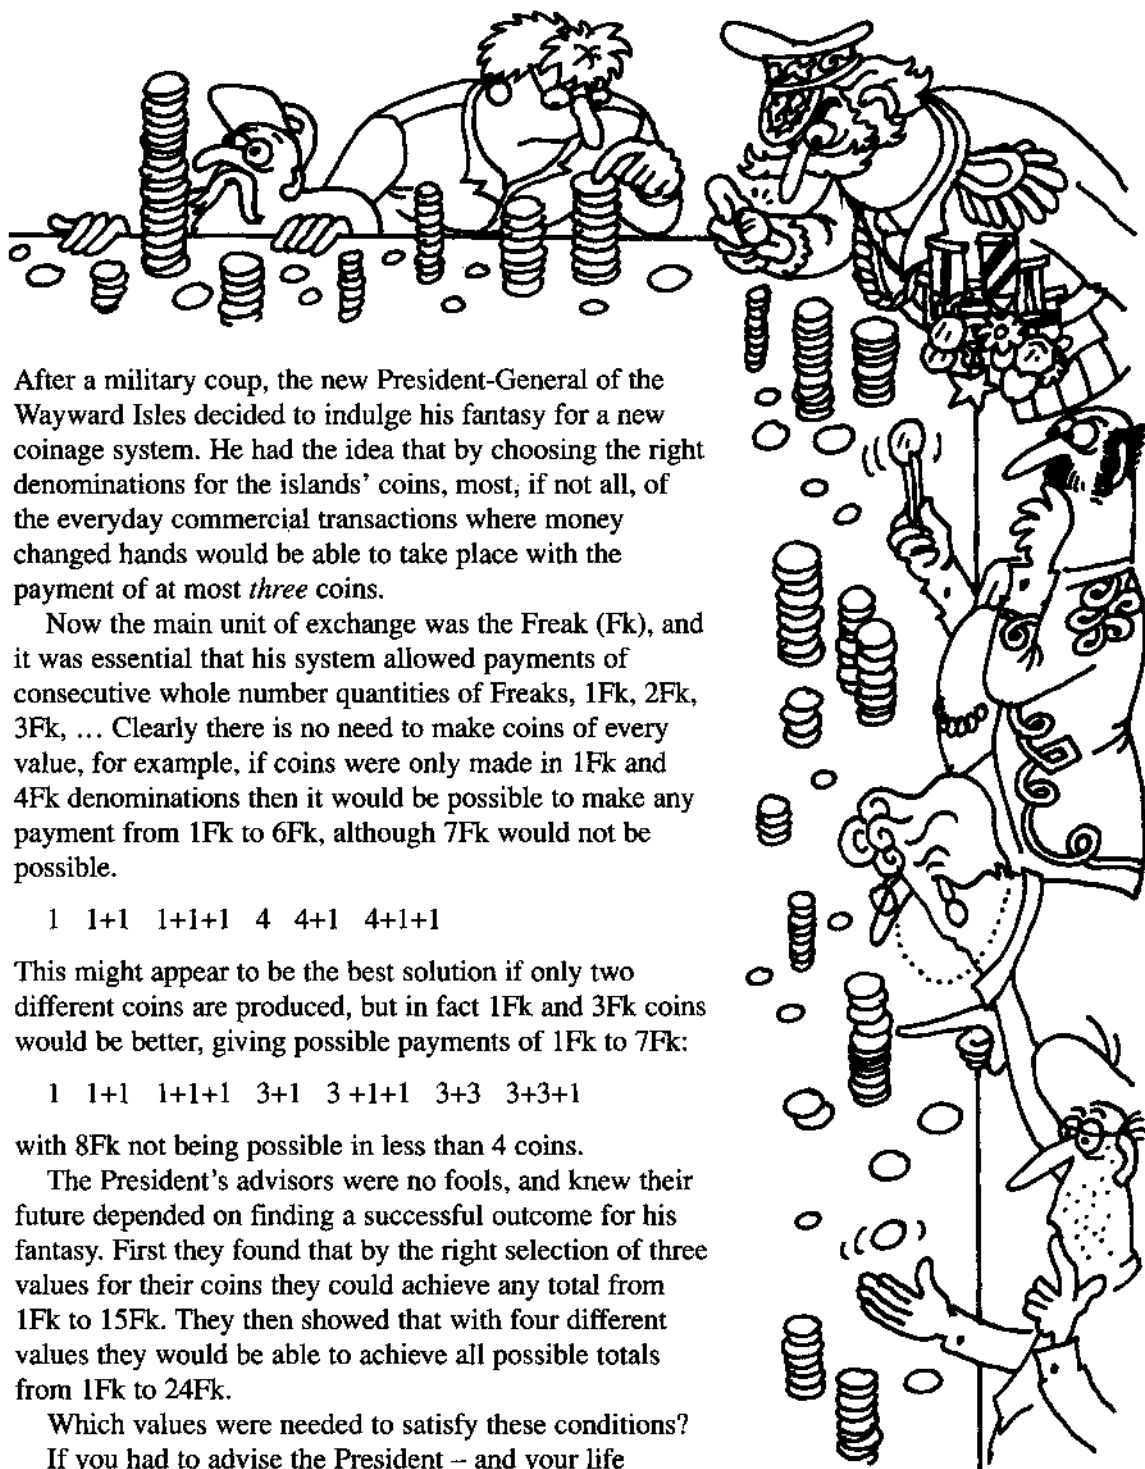 After a military coup, the new President-General of the
Wayward Isles decided to indulge his fantasy for a new
coinage system. He had the idea that by choosing the right
denominations for the islands' coins, most, if not all, of
the everyday commercial transactions where money
changed hands would be able to take place with the
payment of at most three coins.
Now the main unit of exchange was the Freak (Fk), and
it was essential that his system allowed payments of
consecutive whole number quantities of Freaks, 1Fk, 2Fk,
3Fk, … Clearly there is no need to make coins of every
value, for example, if coins were only made in 1Fk and
4Fk denominations then it would be possible to make any
payment from 1Fk to 6Fk, although 7Fk would not be
possible.
1 1+1 1+1+1 4 4+1 4+1+1
This might appear to be the best solution if only two
different coins are produced, but in fact 1Fk and 3Fk coins
would be better, giving possible payments of 1Fk to 7Fk:
1 1+1 1+1+1 3+1 3 +1+1 3+3 3+3+1
with 8Fk not being possible in less than 4 coins.
The President's advisors were no fools, and knew their
future depended on finding a successful outcome for his
fantasy. First they found that by the right selection of three
values for their coins they could achieve any total from
1Fk to 15Fk. They then showed that with four different
values they would be able to achieve all possible totals
from 1Fk to 24Fk.
Which values were needed to satisfy these conditions?
If you had to advise the President – and your life